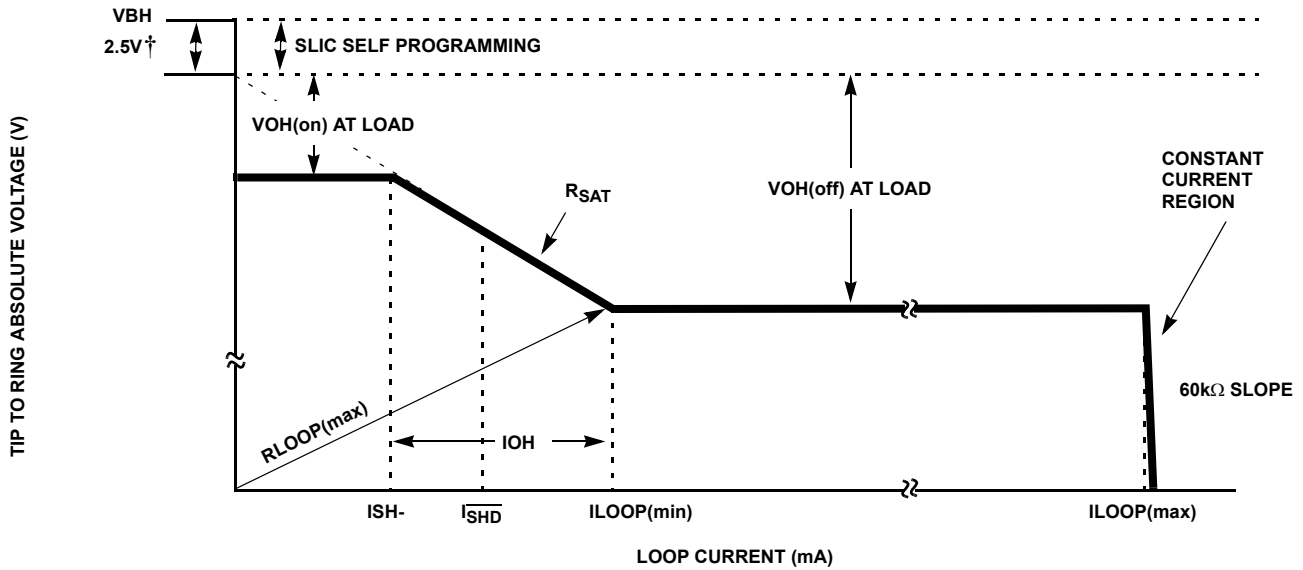 VBH
2.5V†
SLIC SELF PROGRAMMING
VOH(on) AT LOAD
VOH(off) AT LOAD
CONSTANT
CURRENT
REGION
RSAT
TIP TO RING ABSOLUTE VOLTAGE (V)
60kΩ SLOPE
RLOOP(max)
IOH
ISH-
ISHD
ILOOP(min)
ILOOP(max)
LOOP CURRENT (mA)